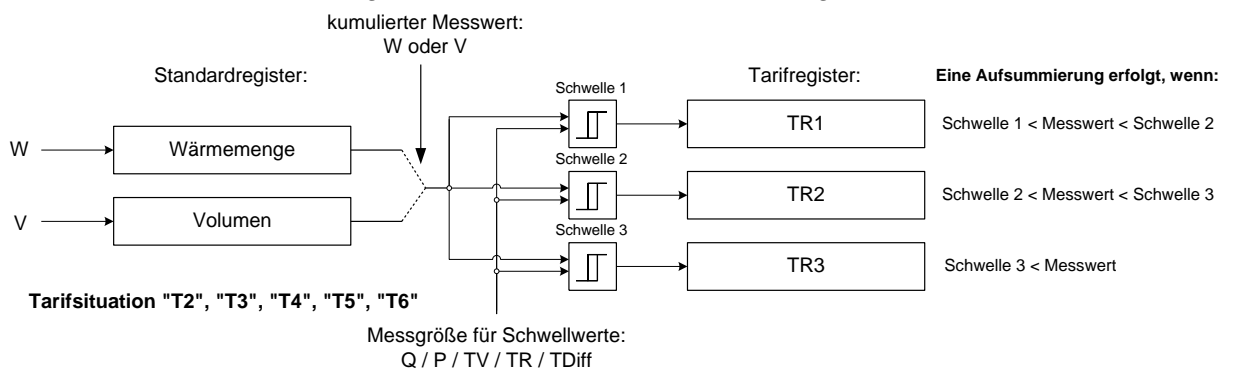 kumulierter Messwert:
W oder V
Standardregister:
Tarifregister:
Eine Aufsummierung erfolgt, wenn:
Schwelle 1
W
Wärmemenge
TR1
Schwelle 1 < Messwert < Schwelle 2
Schwelle 2
V
Volumen
TR2
Schwelle 2 < Messwert < Schwelle 3
Schwelle 3
TR3
Schwelle 3 < Messwert
Tarifsituation "T2", "T3", "T4", "T5", "T6"
Messgröße für Schwellwerte:
Q / P / TV / TR / TDiff